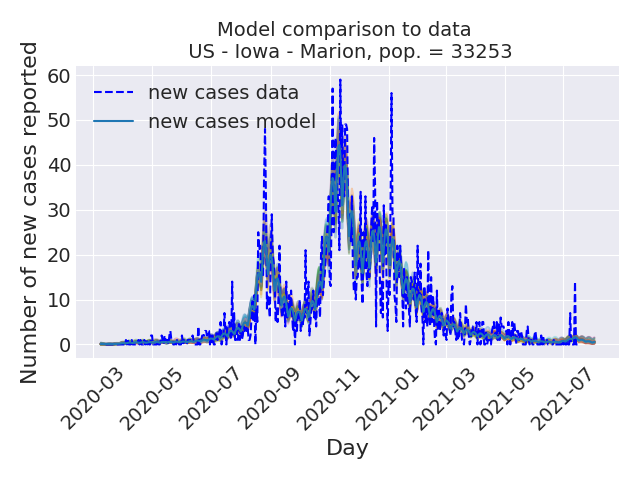 Model comparison to data
US - Iowa - Marion, pop. = 33253
Number of new cases reported
60
50
40
30
20
10
0
new cases data
new cases model
2020-03
2020-05
2020-07
2020-09
2020-11
2021-01
2021-03
2021-05
2021-07
Day